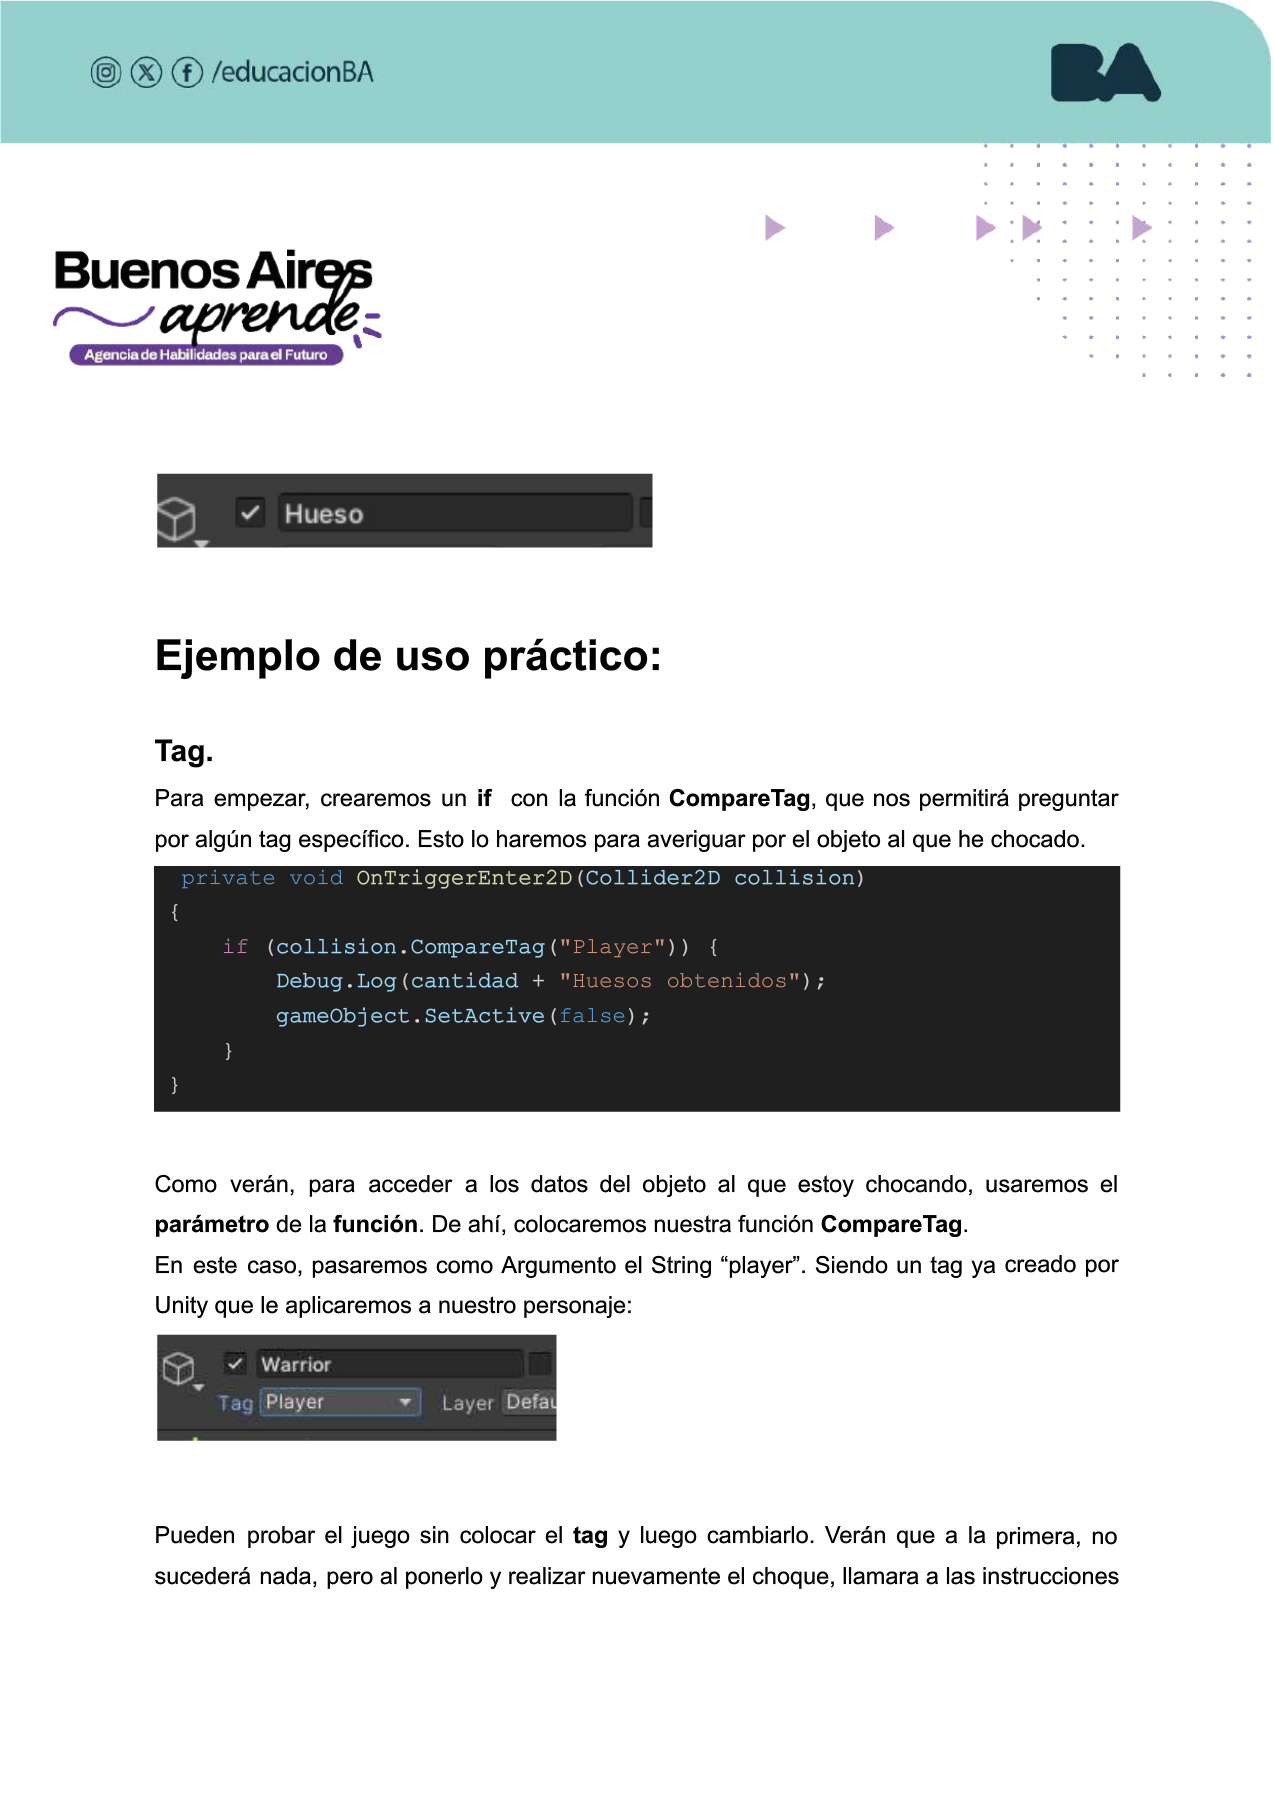 /educacionBA
BA
Buenos Aires
aprende
Agencia de Habilidades para el Futuro
Hueso
Ejemplo de uso práctico:
Tag.
Para empezar, crearemos un if con la función CompareTag, que nos permitirá preguntar
por algún tag específico. Esto lo haremos para averiguar por el objeto al que he chocado.
private void OnTriggerEnter2D(Collider2D collision)
{
if (collision.CompareTag("Player")) {
Debug.Log(cantidad + "Huesos obtenidos");
gameObject.SetActive(false);
}
}
Como verán, para acceder a los datos del objeto al que estoy chocando, usaremos el
parámetro de la función. De ahí, colocaremos nuestra función CompareTag.
En este caso, pasaremos como Argumento el String “player”. Siendo un tag ya creado por
Unity que le aplicaremos a nuestro personaje:
Warrior
Tag Player Layer Defau
Pueden probar el juego sin colocar el tag y luego cambiarlo. Verán que a la primera, no
sucederá nada, pero al ponerlo y realizar nuevamente el choque, llamara a las instrucciones